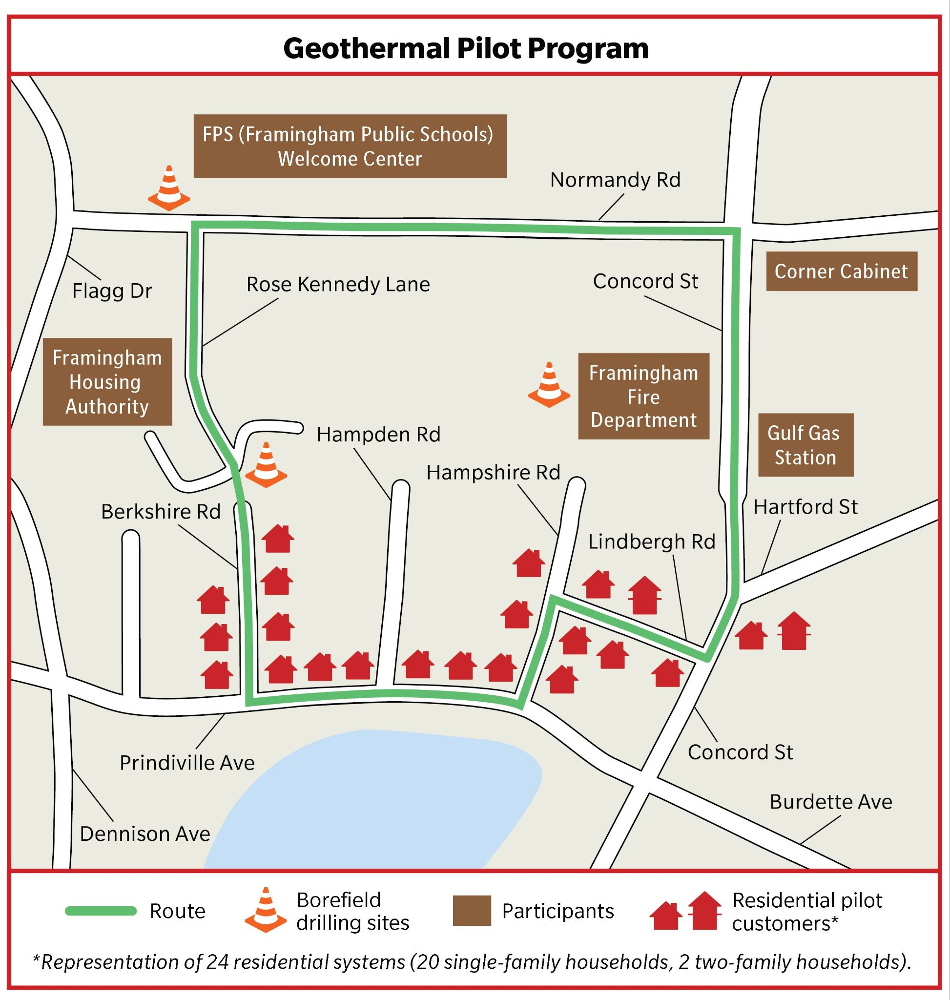 Geothermal Pilot Program
FPS (Framingham Public Schools)
Welcome Center
Normandy Rd
Corner Cabinet
Flagg Dr
Rose Kennedy Lane
Concord St
Framingham
Housing
Authority
Framingham
Fire
Department
Gulf Gas
Station
Hampden Rd
Hampshire Rd
Berkshire Rd
Hartford St
Lindbergh Rd
Prindiville Ave
Concord St
Burdette Ave
Dennison Ave
Route
Borefield
drilling sites
Participants
Residential pilot
customers*
*Representation of 24 residential systems (20 single-family households, 2 two-family households).